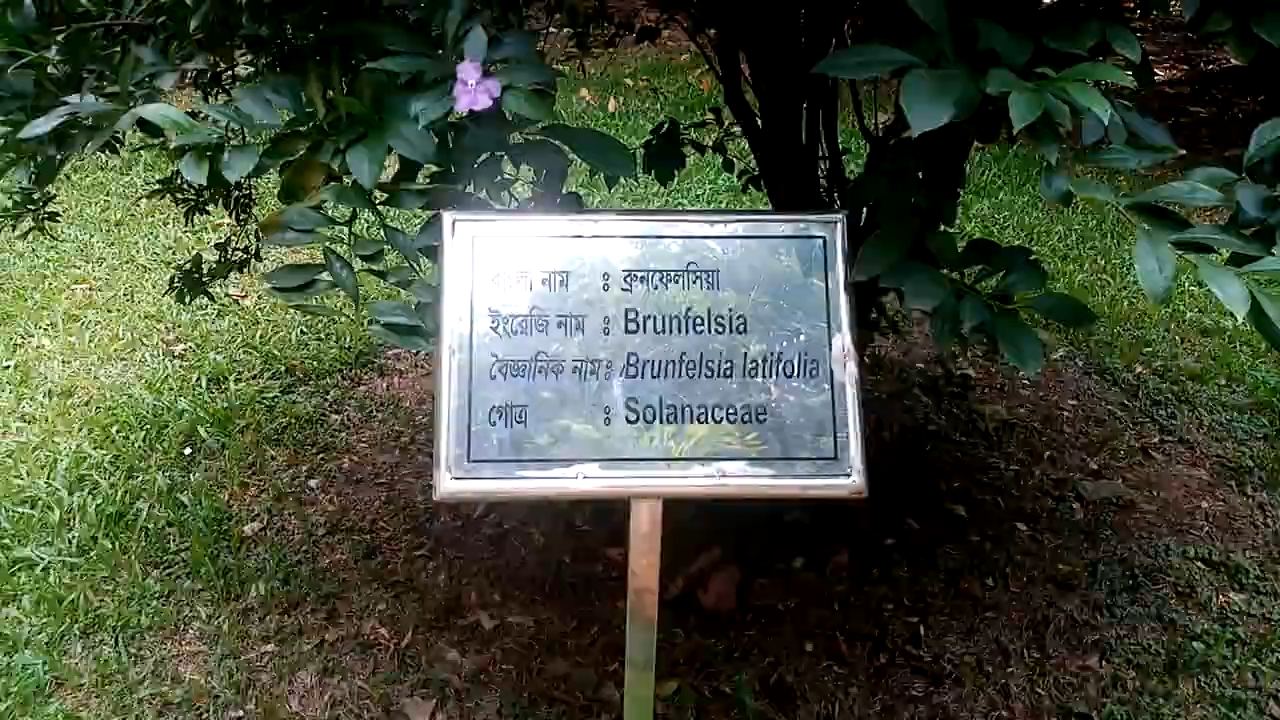 বাংলা নাম : ব্রুনফেলসিয়া
ইংরেজি নাম : Brunfelsia
বৈজ্ঞানিক নাম: Brunfelsia latifolia
গোত্র : Solanaceae